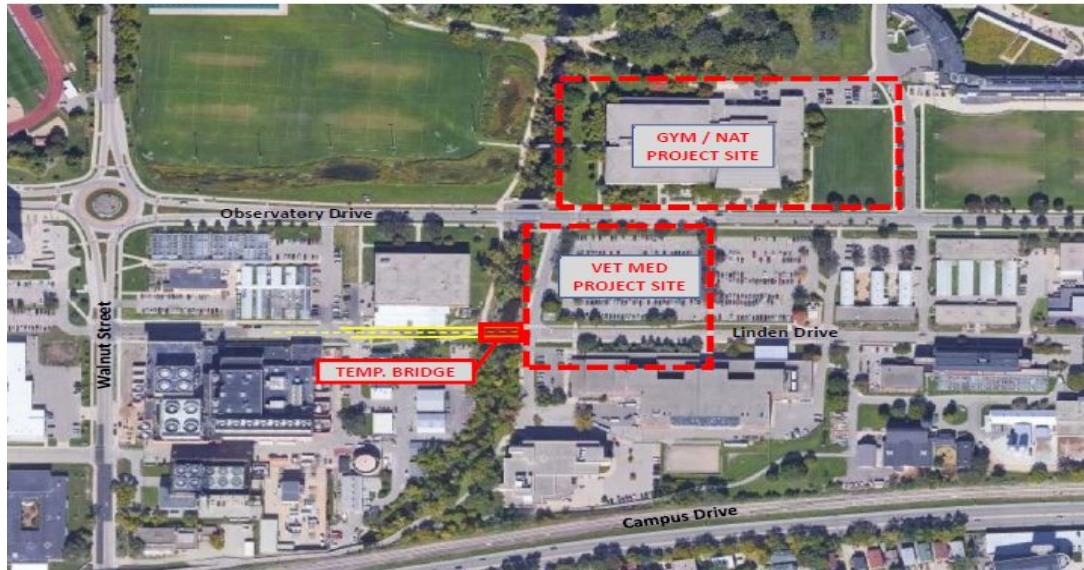 GYM / NAT
PROJECT SITE
Observatory Drive
VET MED
PROJECT SITE
Linden Drive
Walnut Street
TEMP. BRIDGE
Campus Drive